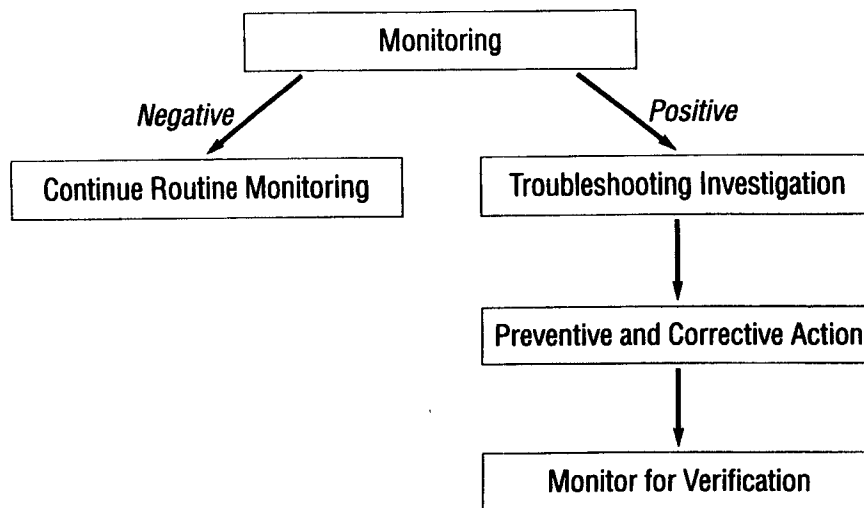 Monitoring
Negative
Positive
Continue Routine Monitoring
Troubleshooting Investigation
Preventive and Corrective Action
Monitor for Verification